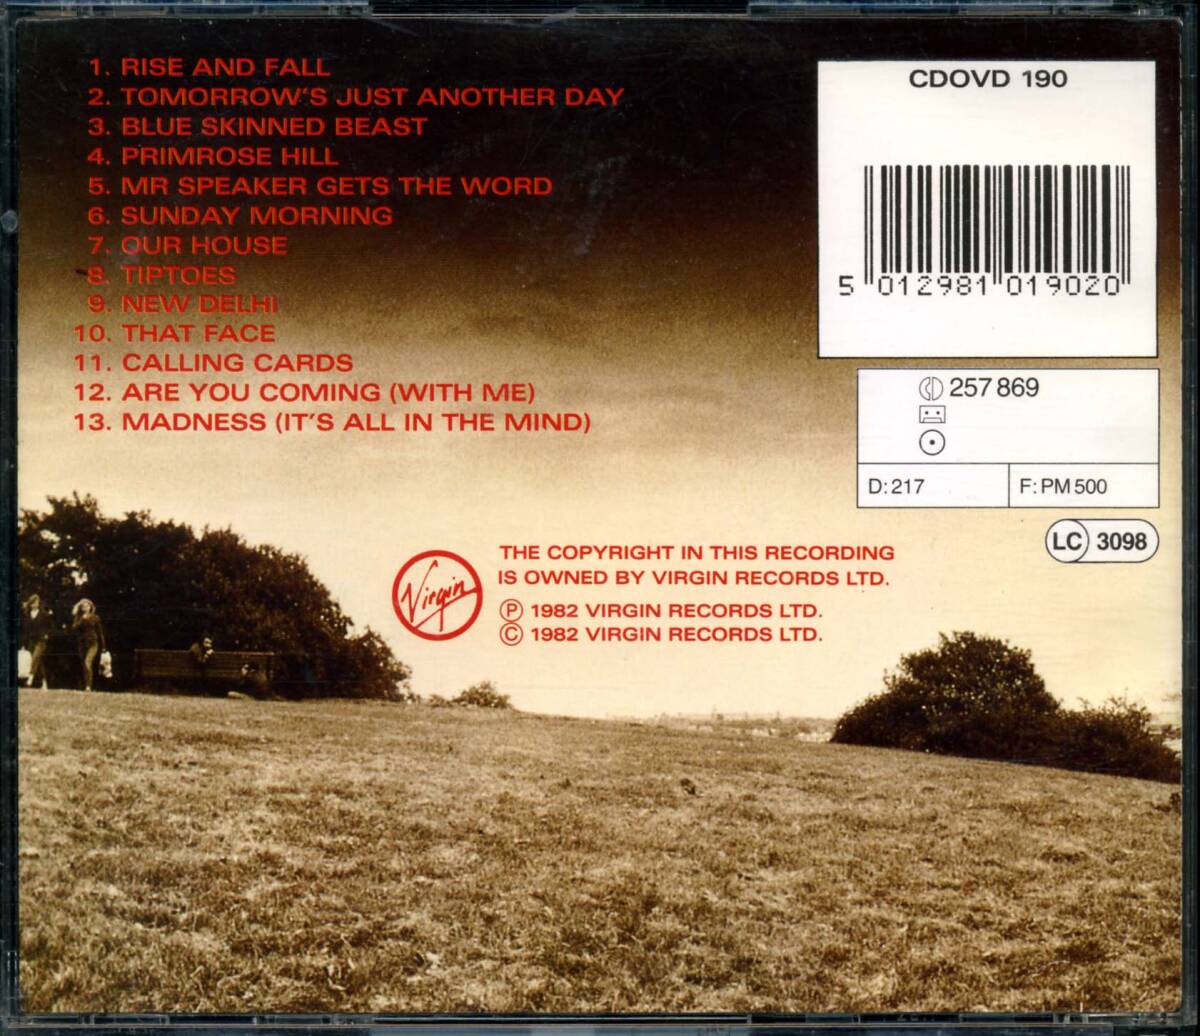 1. RISE AND FALL
2. TOMORROW'S JUST ANOTHER DAY
3. BLUE SKINNED BEAST
4. PRIMROSE HILL
5. MR SPEAKER GETS THE WORD
6. SUNDAY MORNING
7. OUR HOUSE
8. TIPTOES
9. NEW DELHI
10. THAT FACE
11. CALLING CARDS
12. ARE YOU COMING (WITH ME)
13. MADNESS (IT'S ALL IN THE MIND)
CDOVD 190
5 012981 019020
CD 257 869
D: 217
F: PM 500
LC 3098
Virgin
THE COPYRIGHT IN THIS RECORDING
IS OWNED BY VIRGIN RECORDS LTD.
℗ 1982 VIRGIN RECORDS LTD.
© 1982 VIRGIN RECORDS LTD.